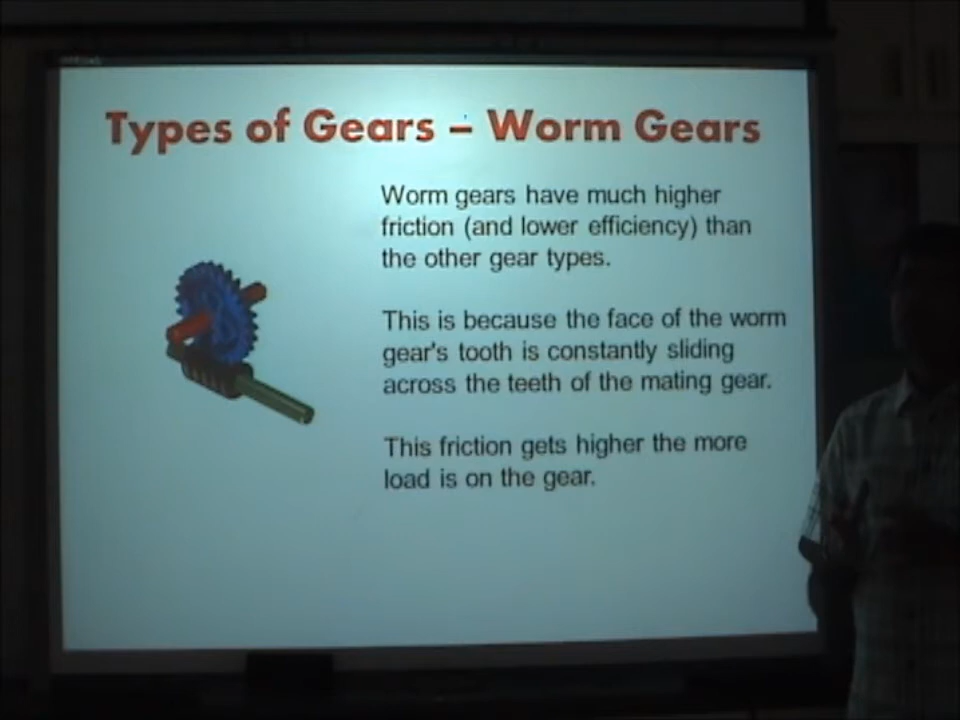 Types of Gears – Worm Gears
Worm gears have much higher
friction (and lower efficiency) than
the other gear types.
This is because the face of the worm
gear's tooth is constantly sliding
across the teeth of the mating gear.
This friction gets higher the more
load is on the gear.